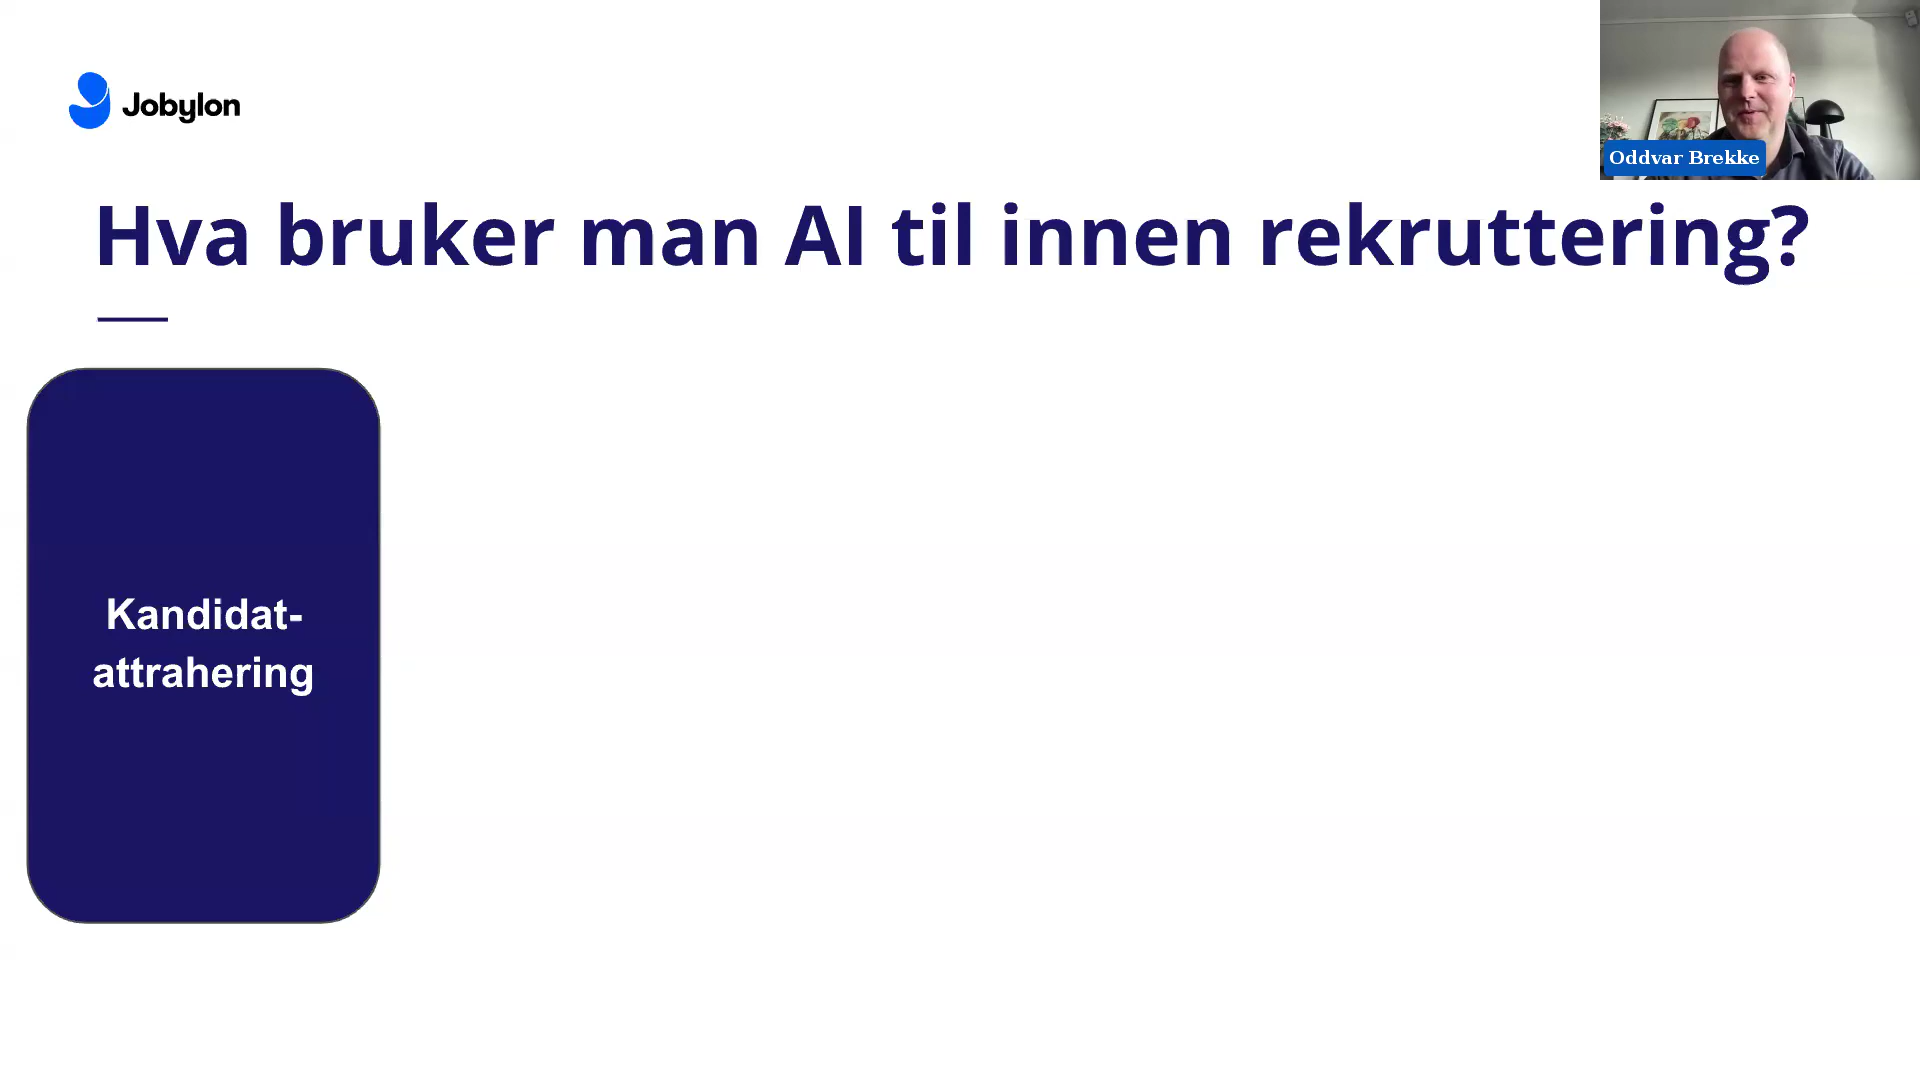 Jobylon
Oddvar Brekke
Hva bruker man AI til innen rekruttering?
Kandidat-
attrahering